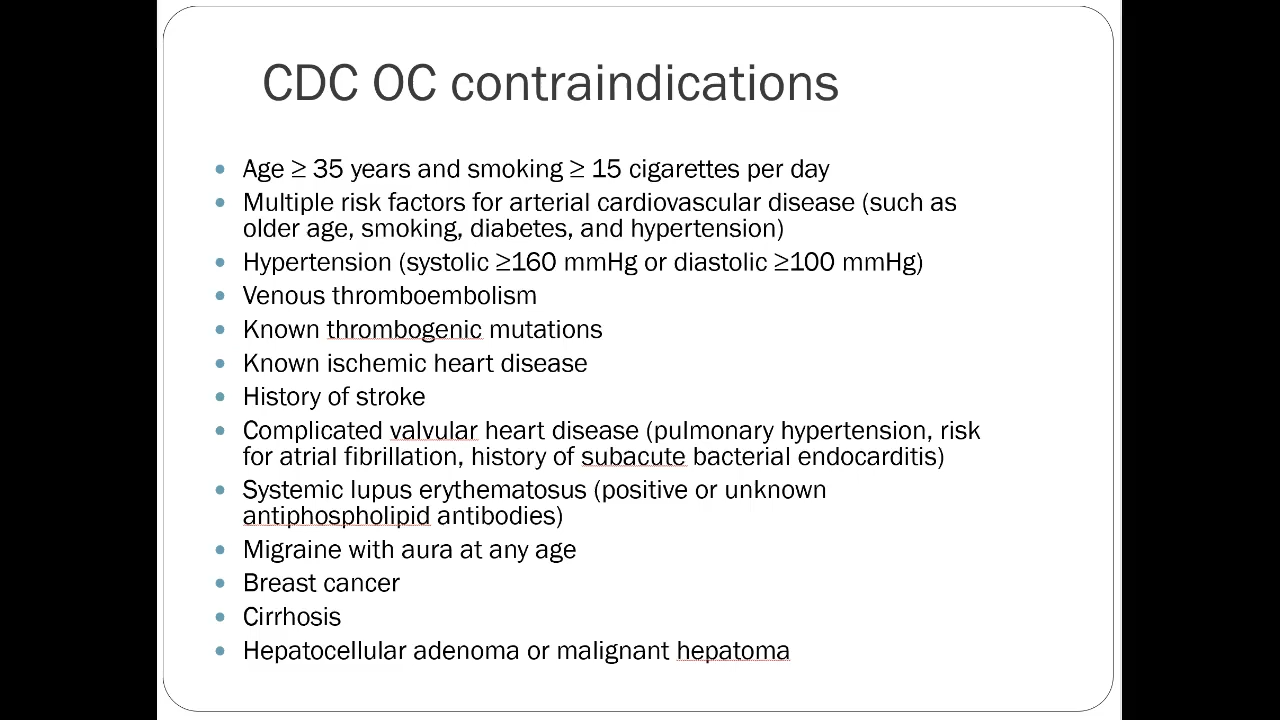 CDC OC contraindications
• Age ≥ 35 years and smoking ≥ 15 cigarettes per day
• Multiple risk factors for arterial cardiovascular disease (such as
older age, smoking, diabetes, and hypertension)
• Hypertension (systolic ≥160 mmHg or diastolic ≥100 mmHg)
• Venous thromboembolism
• Known thrombogenic mutations
• Known ischemic heart disease
• History of stroke
• Complicated valvular heart disease (pulmonary hypertension, risk
for atrial fibrillation, history of subacute bacterial endocarditis)
• Systemic lupus erythematosus (positive or unknown
antiphospholipid antibodies)
• Migraine with aura at any age
• Breast cancer
• Cirrhosis
• Hepatocellular adenoma or malignant hepatoma